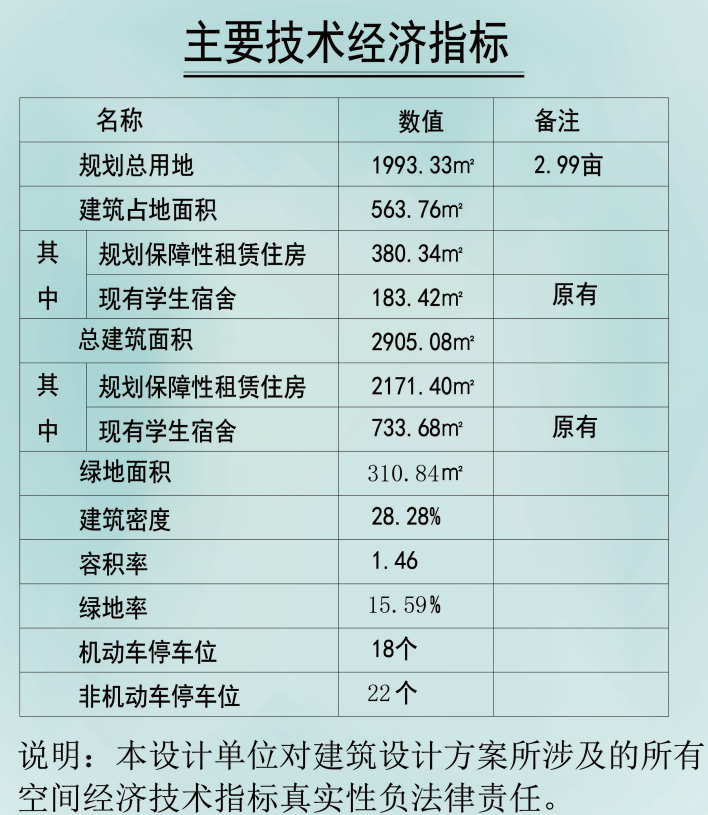 主要技术经济指标
名称 数值 备注
规划总用地 1993.33㎡ 2.99亩
建筑占地面积 563.76㎡
其中 规划保障性租赁住房 380.34㎡
现有学生宿舍 183.42㎡ 原有
总建筑面积 2905.08㎡
其中 规划保障性租赁住房 2171.40㎡
现有学生宿舍 733.68㎡ 原有
绿地面积 310.84㎡
建筑密度 28.28%
容积率 1.46
绿地率 15.59%
机动车停车位 18个
非机动车停车位 22个
说明：本设计单位对建筑设计方案所涉及的所有
空间经济技术指标真实性负法律责任。